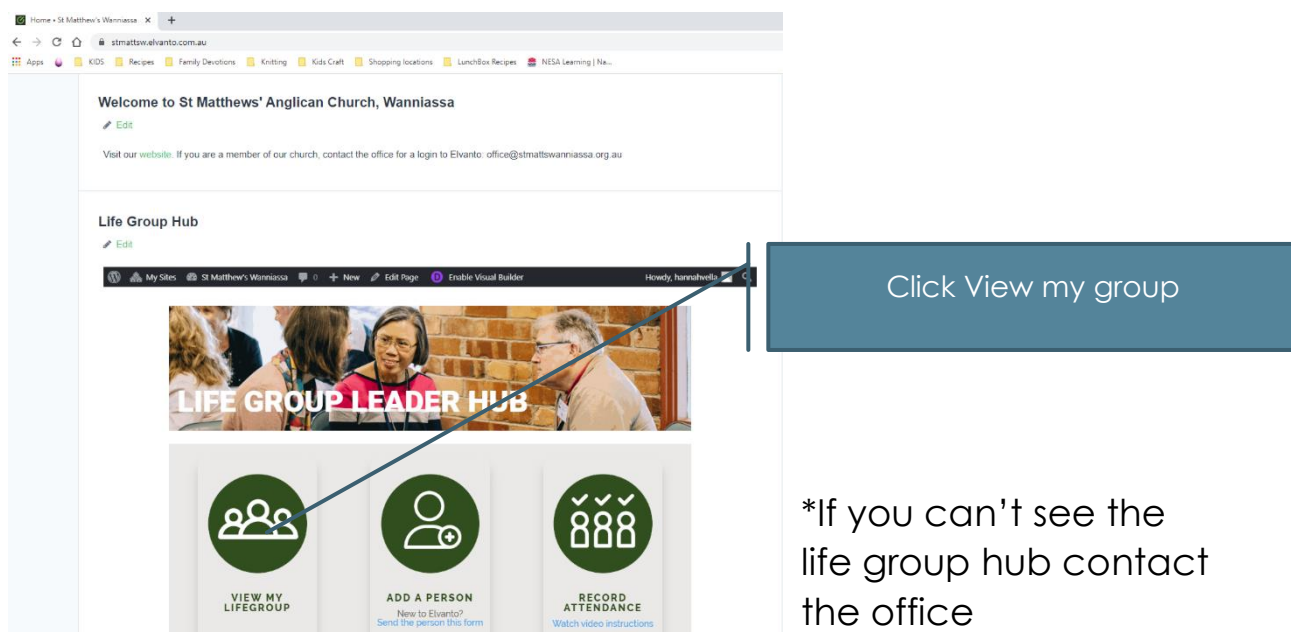 Home • St Matthew's Wanniassa
stmattsw.elvanto.com.au
Apps KIDS Recipes Family Devotions Knitting Kids Craft Shopping locations LunchBox Recipes NESA Learning | Na...
Welcome to St Matthews' Anglican Church, Wanniassa
Edit
Visit our website. If you are a member of our church, contact the office for a login to Elvanto: office@stmattswanniassa.org.au
Life Group Hub
Edit
My Sites St Matthew's Wanniassa 0 New Edit Page Enable Visual Builder Howdy, hannahvella
Click View my group
LIFE GROUP LEADER HUB
VIEW MY
LIFEGROUP
ADD A PERSON
New to Elvanto?
Send the person this form
RECORD
ATTENDANCE
Watch video instructions
*If you can't see the
life group hub contact
the office